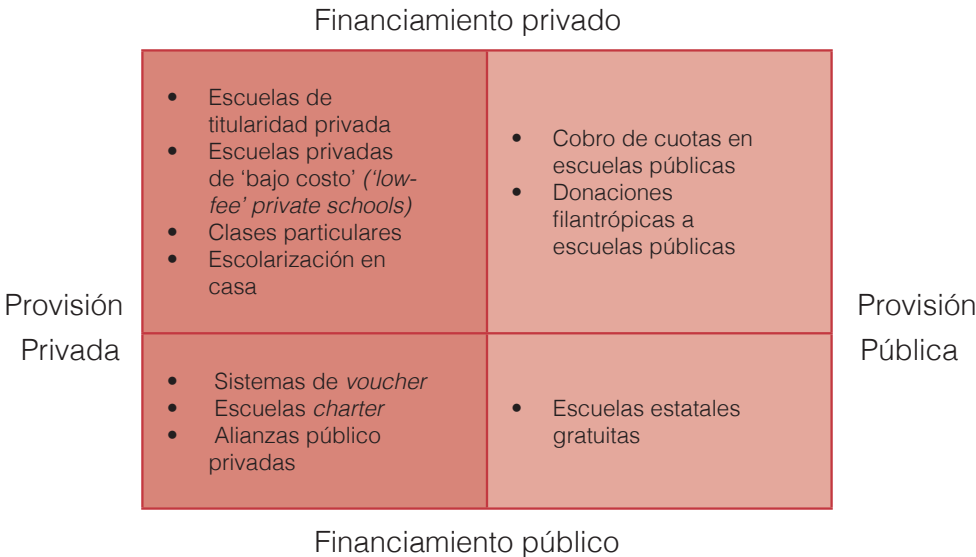 Financiamiento privado
• Escuelas de
titularidad privada
• Escuelas privadas
de ‘bajo costo’ (‘low-
fee’ private schools)
• Clases particulares
• Escolarización en
casa
• Cobro de cuotas en
escuelas públicas
• Donaciones
filantrópicas a
escuelas públicas
Provisión
Privada
Provisión
Pública
• Sistemas de voucher
• Escuelas charter
• Alianzas público
privadas
• Escuelas estatales
gratuitas
Financiamiento público